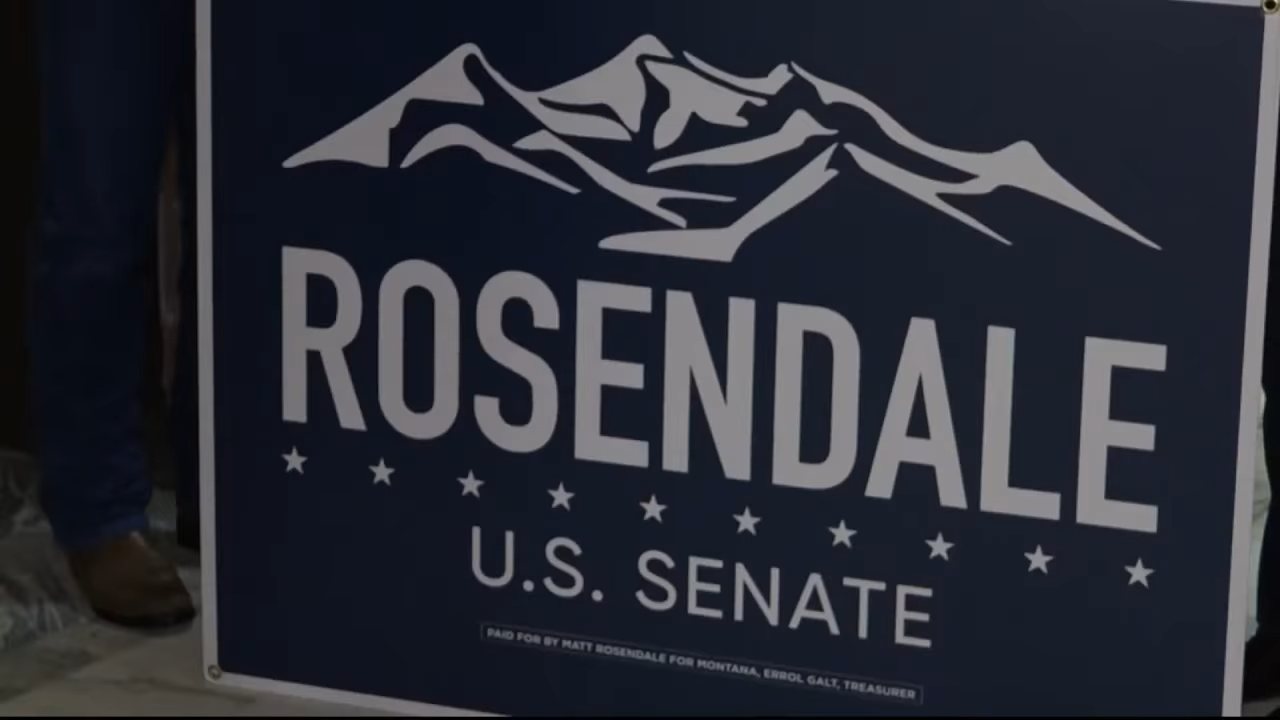 ROSENDALE
U.S. SENATE
PAID FOR BY MATT ROSENDALE FOR MONTANA, ERROL GALT, TREASURER